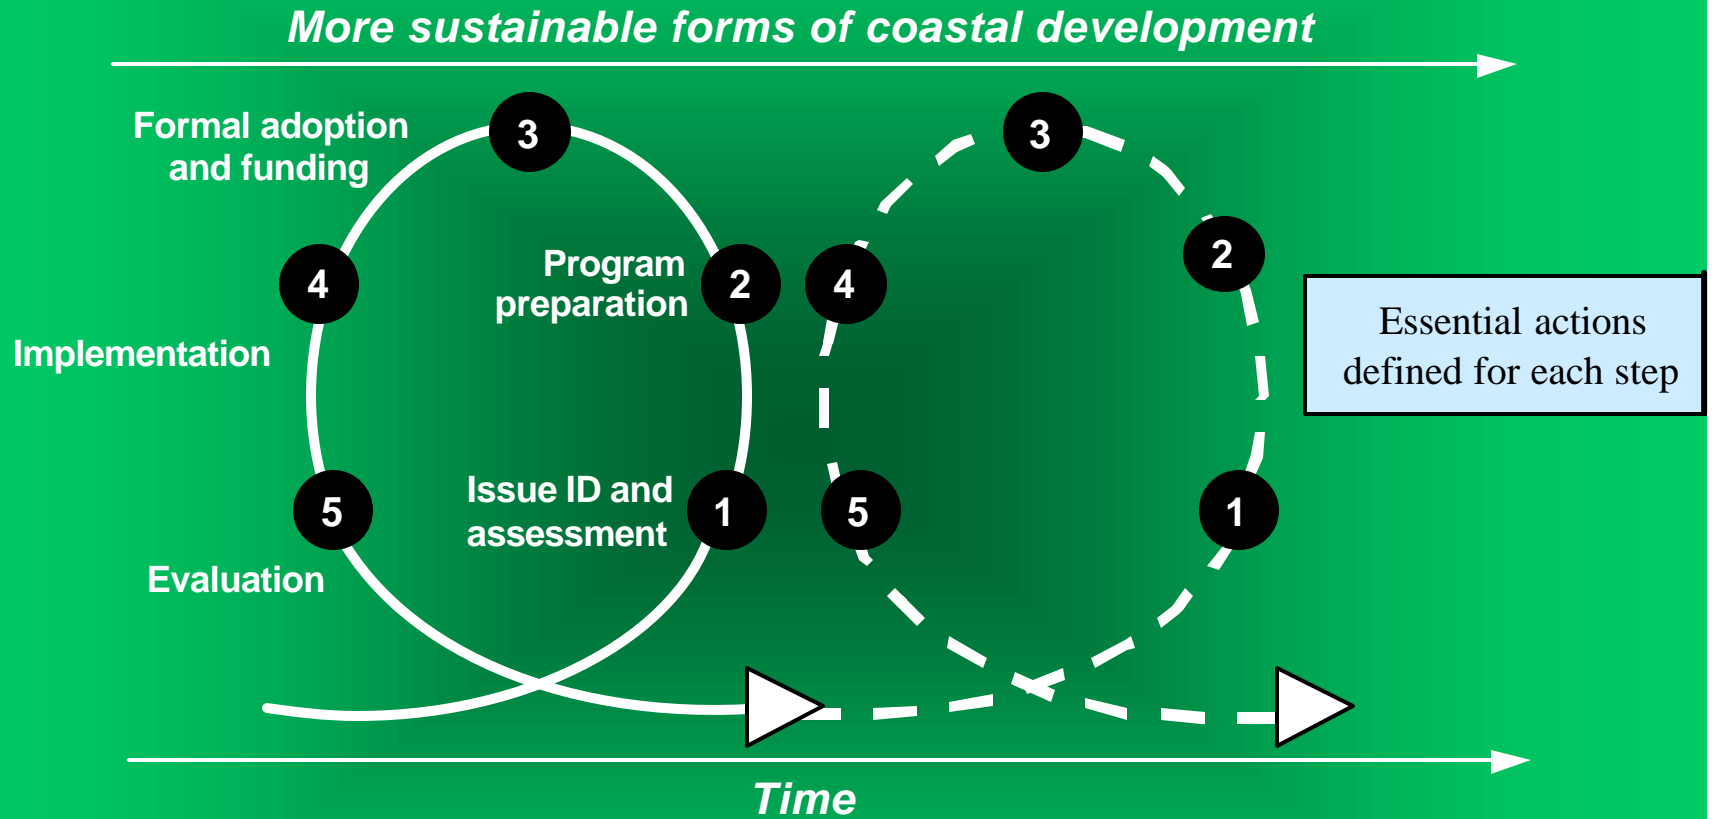 More sustainable forms of coastal development
Formal adoption
and funding
3
3
4
Program
preparation
2
4
2
Essential actions
defined for each step
Implementation
5
Issue ID and
assessment
1
5
1
Evaluation
Time